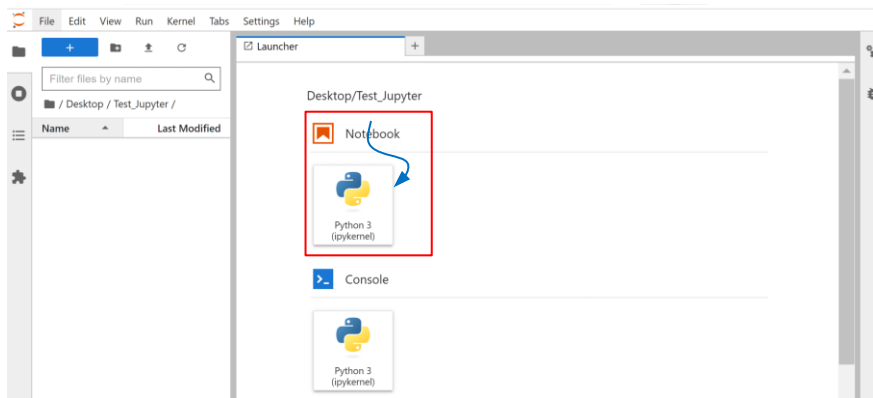 File Edit View Run Kernel Tabs Settings Help
Launcher
Filter files by name
/ Desktop / Test_Jupyter /
Name Last Modified
Desktop/Test_Jupyter
Notebook
Python 3
(ipykernel)
Console
Python 3
(ipykernel)